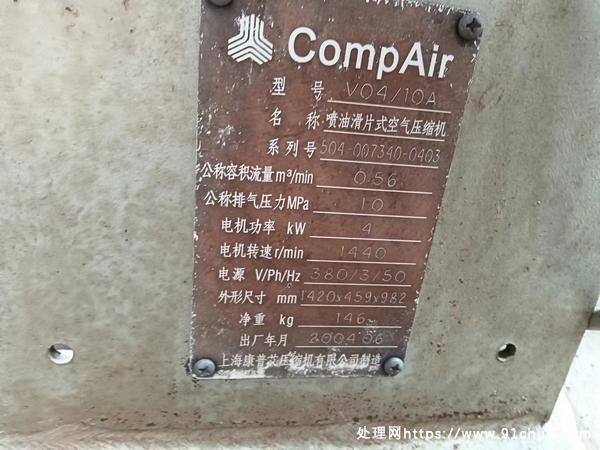 CompAir
型号 V04/10A
名称 喷油滑片式空气压缩机
系列号 504-007340-0403
公称容积流量m³/min 0.56
公称排气压力MPa 10
电机功率 kW 4
电机转速r/min 1440
电源 V/Ph/Hz 380/3/50
外形尺寸 mm 1420x459x982
净重 kg 146
出厂年月 2004 06
上海康普艾压缩机有限公司制造
处理网https://www.91chu